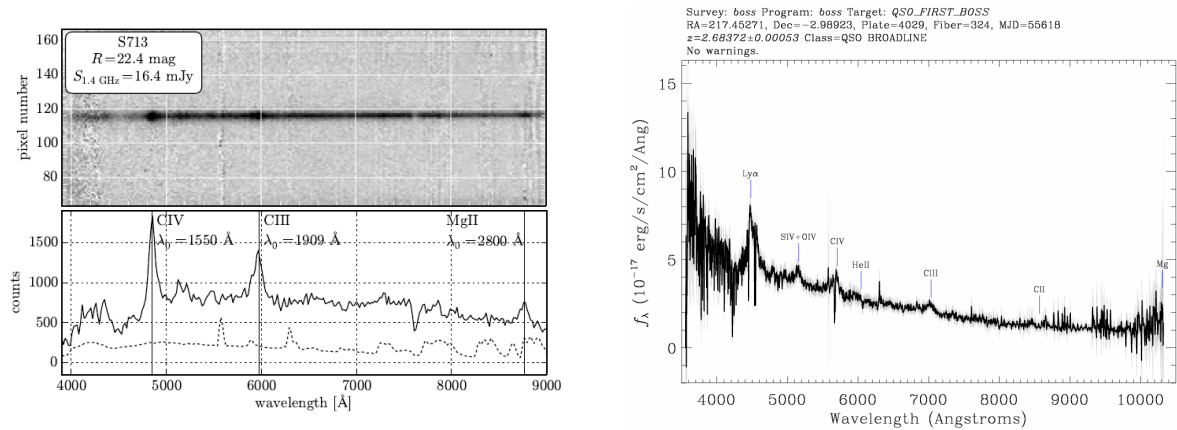 S713
R=22.4 mag
S1.4 GHz=16.4 mJy
160
140
120
100
80
pixel number
CIV
λ0 =1550 Å
CIII
λ0 =1909 Å
MgII
λ0 =2800 Å
1500
1000
500
0
counts
4000 5000 6000 7000 8000 9000
wavelength [Å]
Survey: boss Program: boss Target: QSO_FIRST_BOSS
RA=217.45271, Dec=−2.98923, Plate=4029, Fiber=324, MJD=55618
z=2.68372±0.00053 Class=QSO BROADLINE
No warnings.
15
10
5
0
fλ (10−17 erg/s/cm2/Ang)
Lyα
SIV+OIV
CIV
HeII
CIII
CII
Mg
4000 5000 6000 7000 8000 9000 10000
Wavelength (Angstroms)